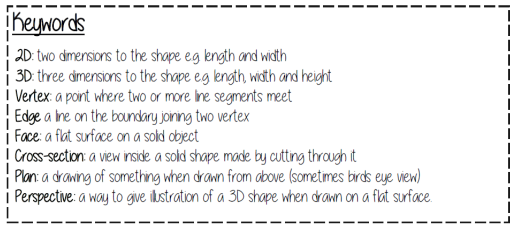 Keywords
2D: two dimensions to the shape e.g length and width
3D: three dimensions to the shape e.g length, width and height
Vertex: a point where two or more line segments meet
Edge a line on the boundary joining two vertex
Face: a flat surface on a solid object
Cross-section: a view inside a solid shape made by cutting through it
Plan: a drawing of something when drawn from above (sometimes birds eye view)
Perspective: a way to give illustration of a 3D shape when drawn on a flat surface.